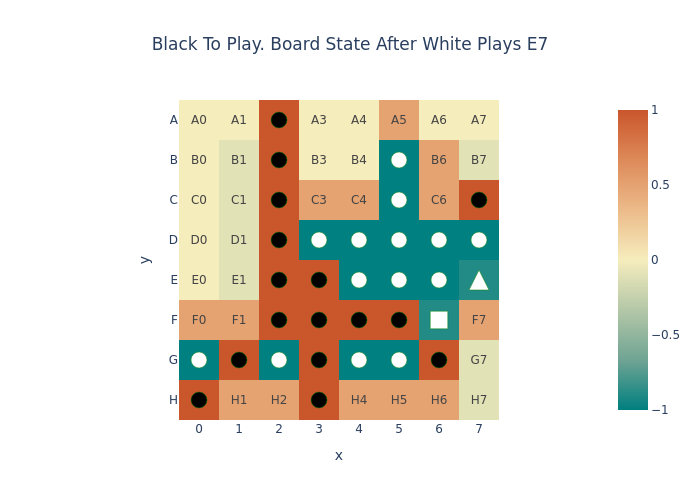 Black To Play. Board State After White Plays E7
A A0 A1 A3 A4 A5 A6 A7
B B0 B1 B3 B4 B6 B7
C C0 C1 C3 C4 C6
D D0 D1
E E0 E1
F F0 F1 F7
G G7
H H1 H2 H4 H5 H6 H7
0 1 2 3 4 5 6 7
x
y
1
0.5
0
−0.5
−1